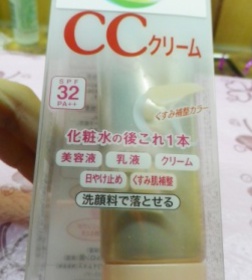 CCクリーム
SPF
32
PA++
くすみ補整カラー
化粧水の後これ1本
美容液 乳液 クリーム
日やけ止め くすみ肌補整
洗顔料で落とせる